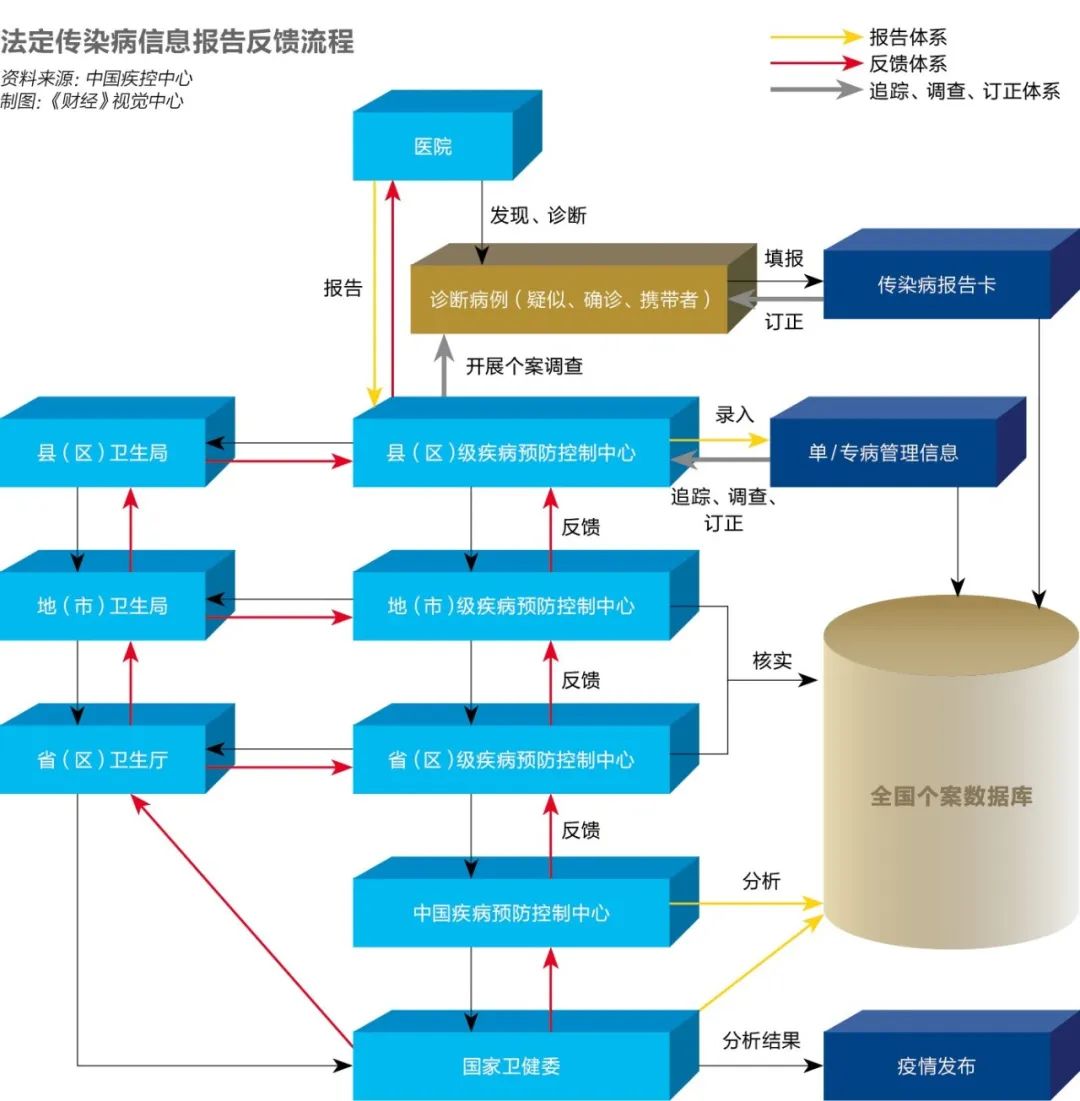 法定传染病信息报告反馈流程
资料来源：中国疾控中心
制图：《财经》视觉中心
报告体系
反馈体系
追踪、调查、订正体系
医院
发现、诊断
报告
诊断病例（疑似、确诊、携带者）
填报
订正
传染病报告卡
开展个案调查
县（区）卫生局
县（区）级疾病预防控制中心
录入
单/专病管理信息
追踪、调查、
订正
反馈
地（市）卫生局
地（市）级疾病预防控制中心
核实
反馈
省（区）卫生厅
省（区）级疾病预防控制中心
全国个案数据库
反馈
中国疾病预防控制中心
分析
国家卫健委
分析结果
疫情发布